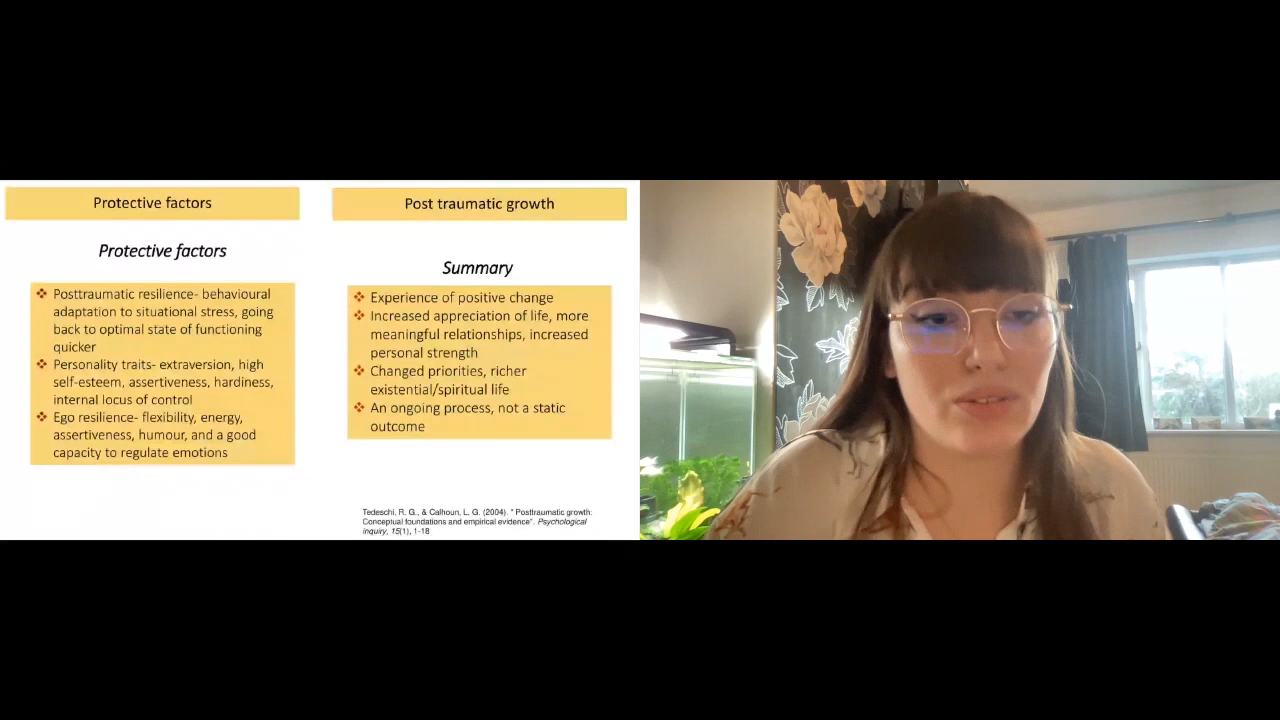 Protective factors
Protective factors
❖ Posttraumatic resilience- behavioural
adaptation to situational stress, going
back to optimal state of functioning
quicker
❖ Personality traits- extraversion, high
self-esteem, assertiveness, hardiness,
internal locus of control
❖ Ego resilience- flexibility, energy,
assertiveness, humour, and a good
capacity to regulate emotions
Post traumatic growth
Summary
❖ Experience of positive change
❖ Increased appreciation of life, more
meaningful relationships, increased
personal strength
❖ Changed priorities, richer
existential/spiritual life
❖ An ongoing process, not a static
outcome
Tedeschi, R. G., & Calhoun, L. G. (2004). " Posttraumatic growth:
Conceptual foundations and empirical evidence". Psychological
inquiry, 15(1), 1-18